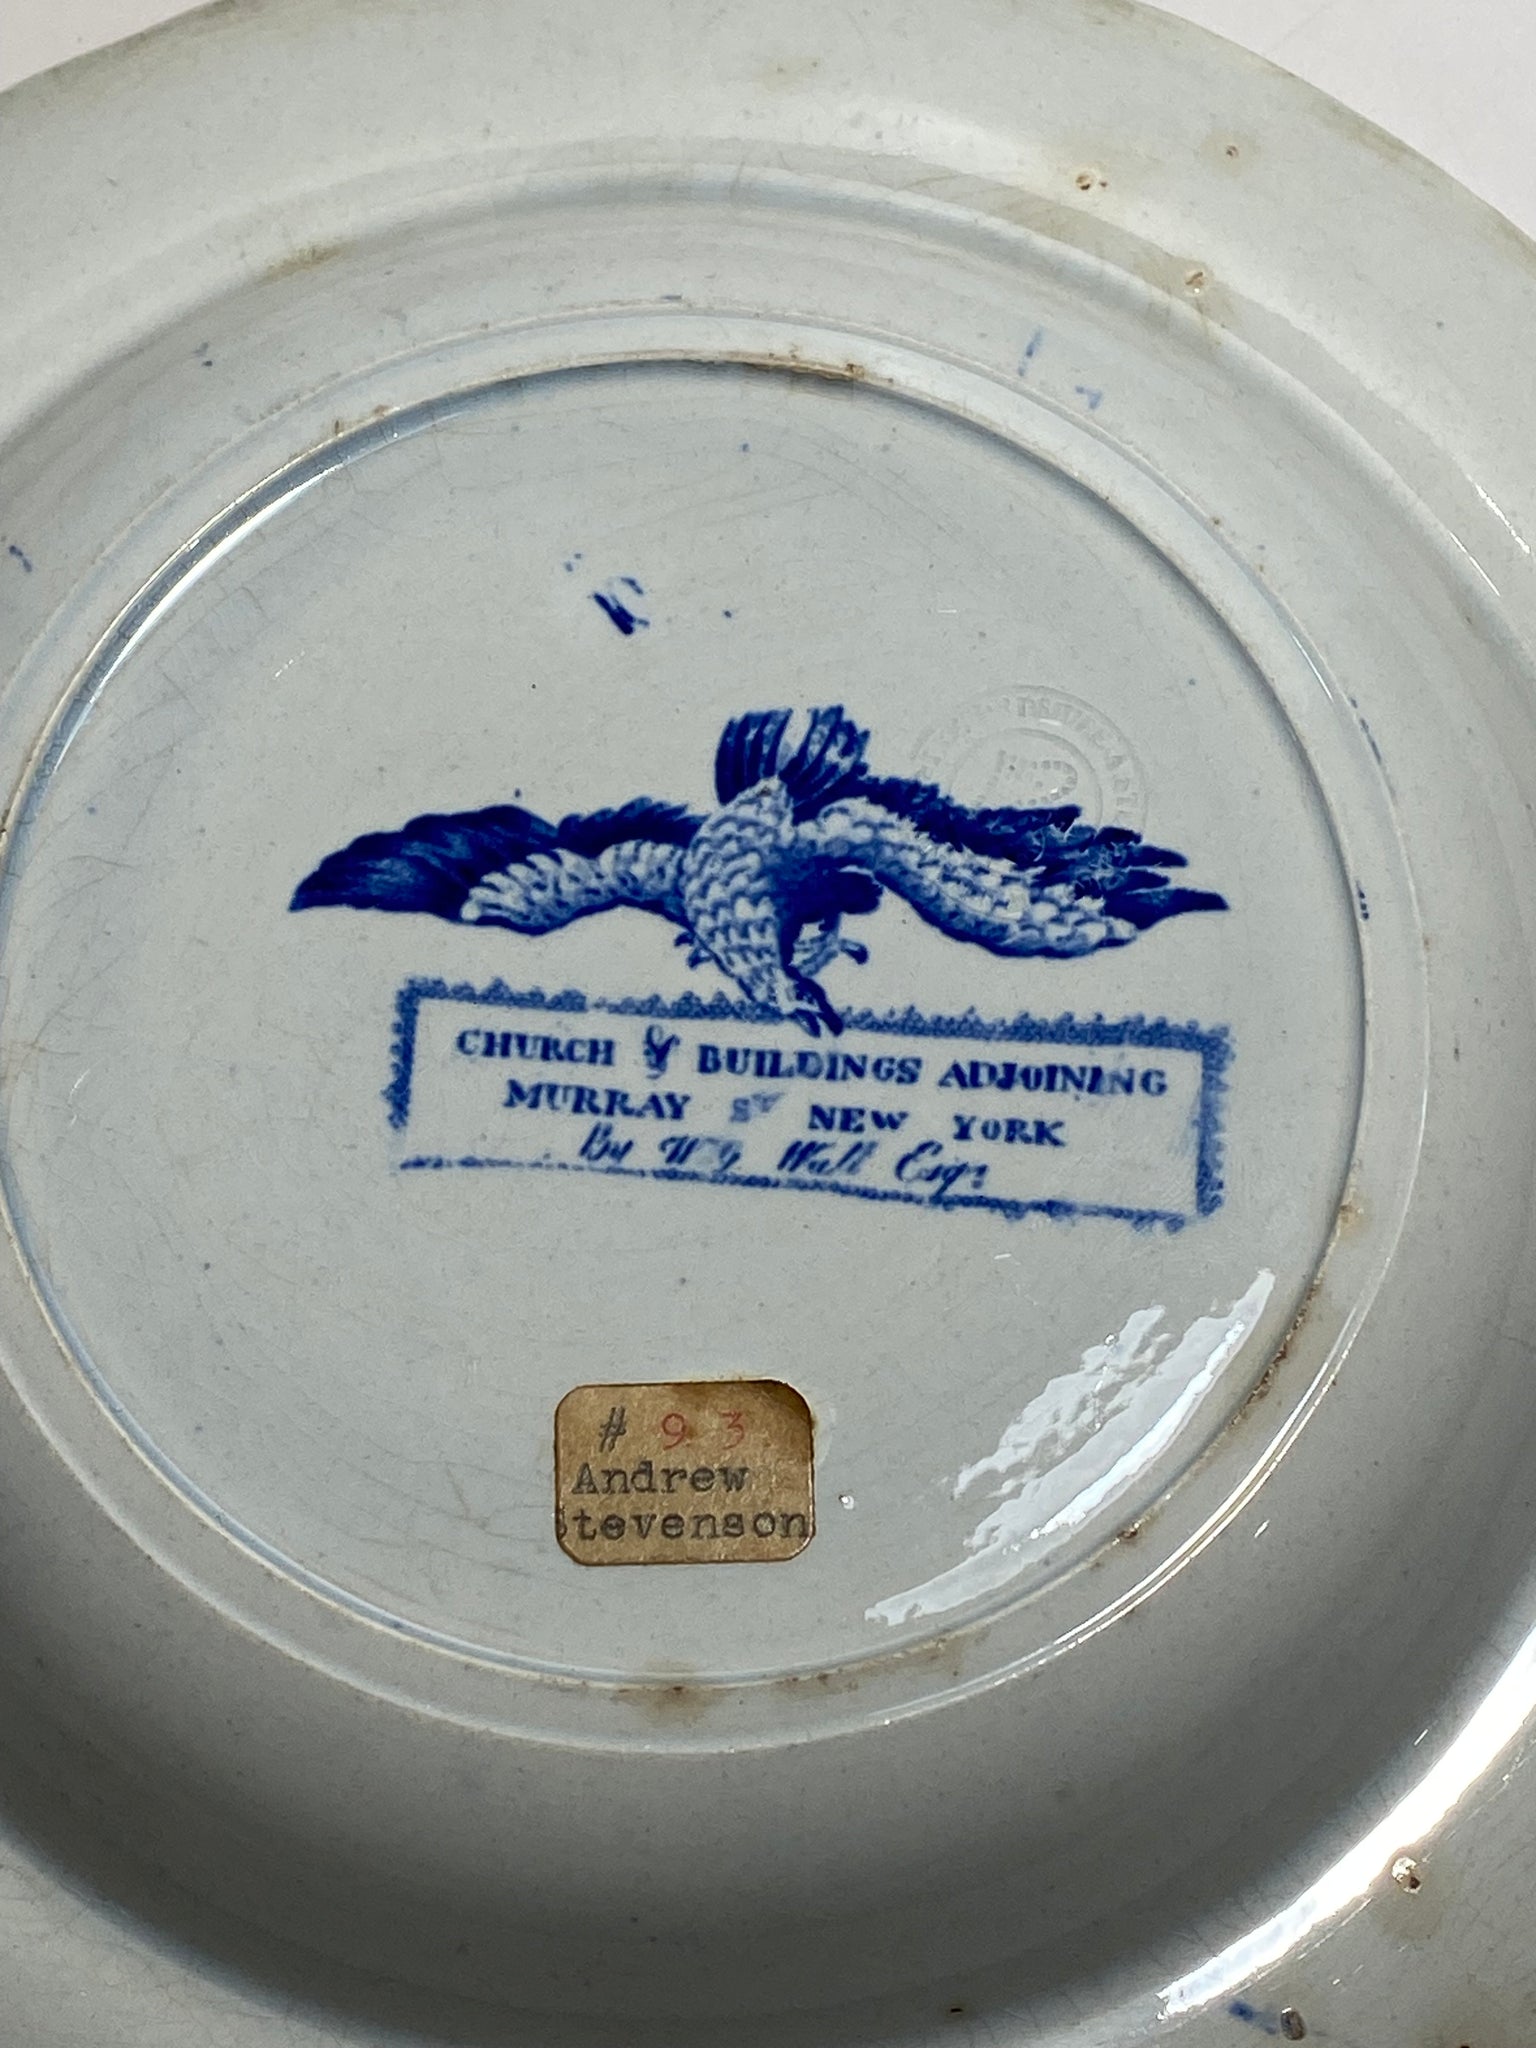 CHURCH & BUILDINGS ADJOINING
MURRAY ST NEW YORK
By W G Wall Esqr
# 93
Andrew
Stevenson